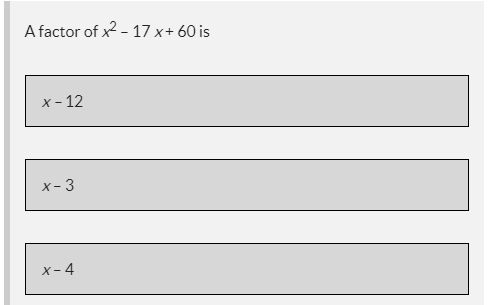 A factor of x² – 17 x + 60 is
x – 12
x – 3
x – 4